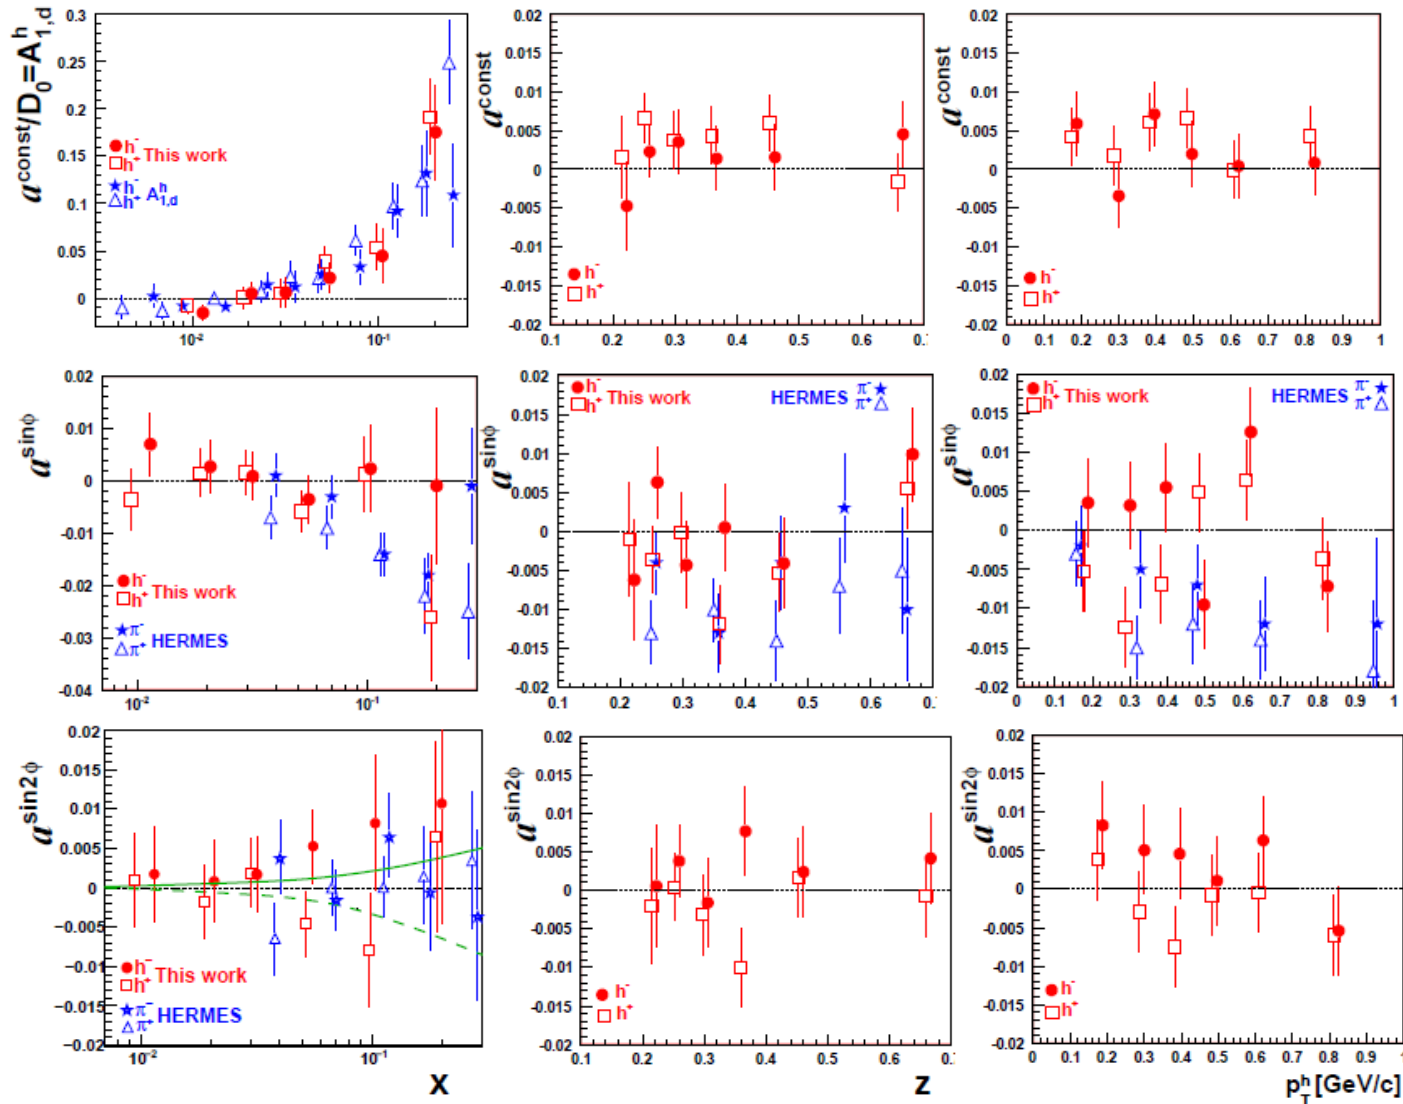 a^const/D_0=A^h_1,d
0.3
0.25
0.2
0.15
0.1
0.05
0
h⁻
h⁺ This work
h⁻
h⁺ A^h_1,d
10⁻²
10⁻¹
a^const
0.02
0.015
0.01
0.005
0
-0.005
-0.01
-0.015
-0.02
h⁻
h⁺
0.1 0.2 0.3 0.4 0.5 0.6 0.
a^const
0.02
0.015
0.01
0.005
0
-0.005
-0.01
-0.015
-0.02
h⁻
h⁺
0 0.1 0.2 0.3 0.4 0.5 0.6 0.7 0.8 0.9 1
a^sinϕ
0.02
0.01
0
-0.01
-0.02
-0.03
-0.04
h⁻
h⁺ This work
π⁻
π⁺ HERMES
10⁻²
10⁻¹
a^sinϕ
0.02
0.015
0.01
0.005
0
-0.005
-0.01
-0.015
-0.02
h⁻
h⁺ This work
HERMES π⁻
π⁺
0.1 0.2 0.3 0.4 0.5 0.6 0.
a^sinϕ
0.02
0.015
0.01
0.005
0
-0.005
-0.01
-0.015
-0.02
h⁻
h⁺ This work
HERMES π⁻
π⁺
0 0.1 0.2 0.3 0.4 0.5 0.6 0.7 0.8 0.9 1
a^sin2ϕ
0.02
0.015
0.01
0.005
0
−0.005
−0.01
−0.015
−0.02
h⁻
h⁺ This work
π⁻
π⁺ HERMES
10⁻²
10⁻¹
x
a^sin2ϕ
0.02
0.015
0.01
0.005
0
-0.005
-0.01
-0.015
-0.02
h⁻
h⁺
0.1 0.2 0.3 0.4 0.5 0.6 0.
z
a^sin2ϕ
0.02
0.015
0.01
0.005
0
-0.005
-0.01
-0.015
-0.02
h⁻
h⁺
0 0.1 0.2 0.3 0.4 0.5 0.6 0.7 0.8 0.9 1
p^h_T [GeV/c]